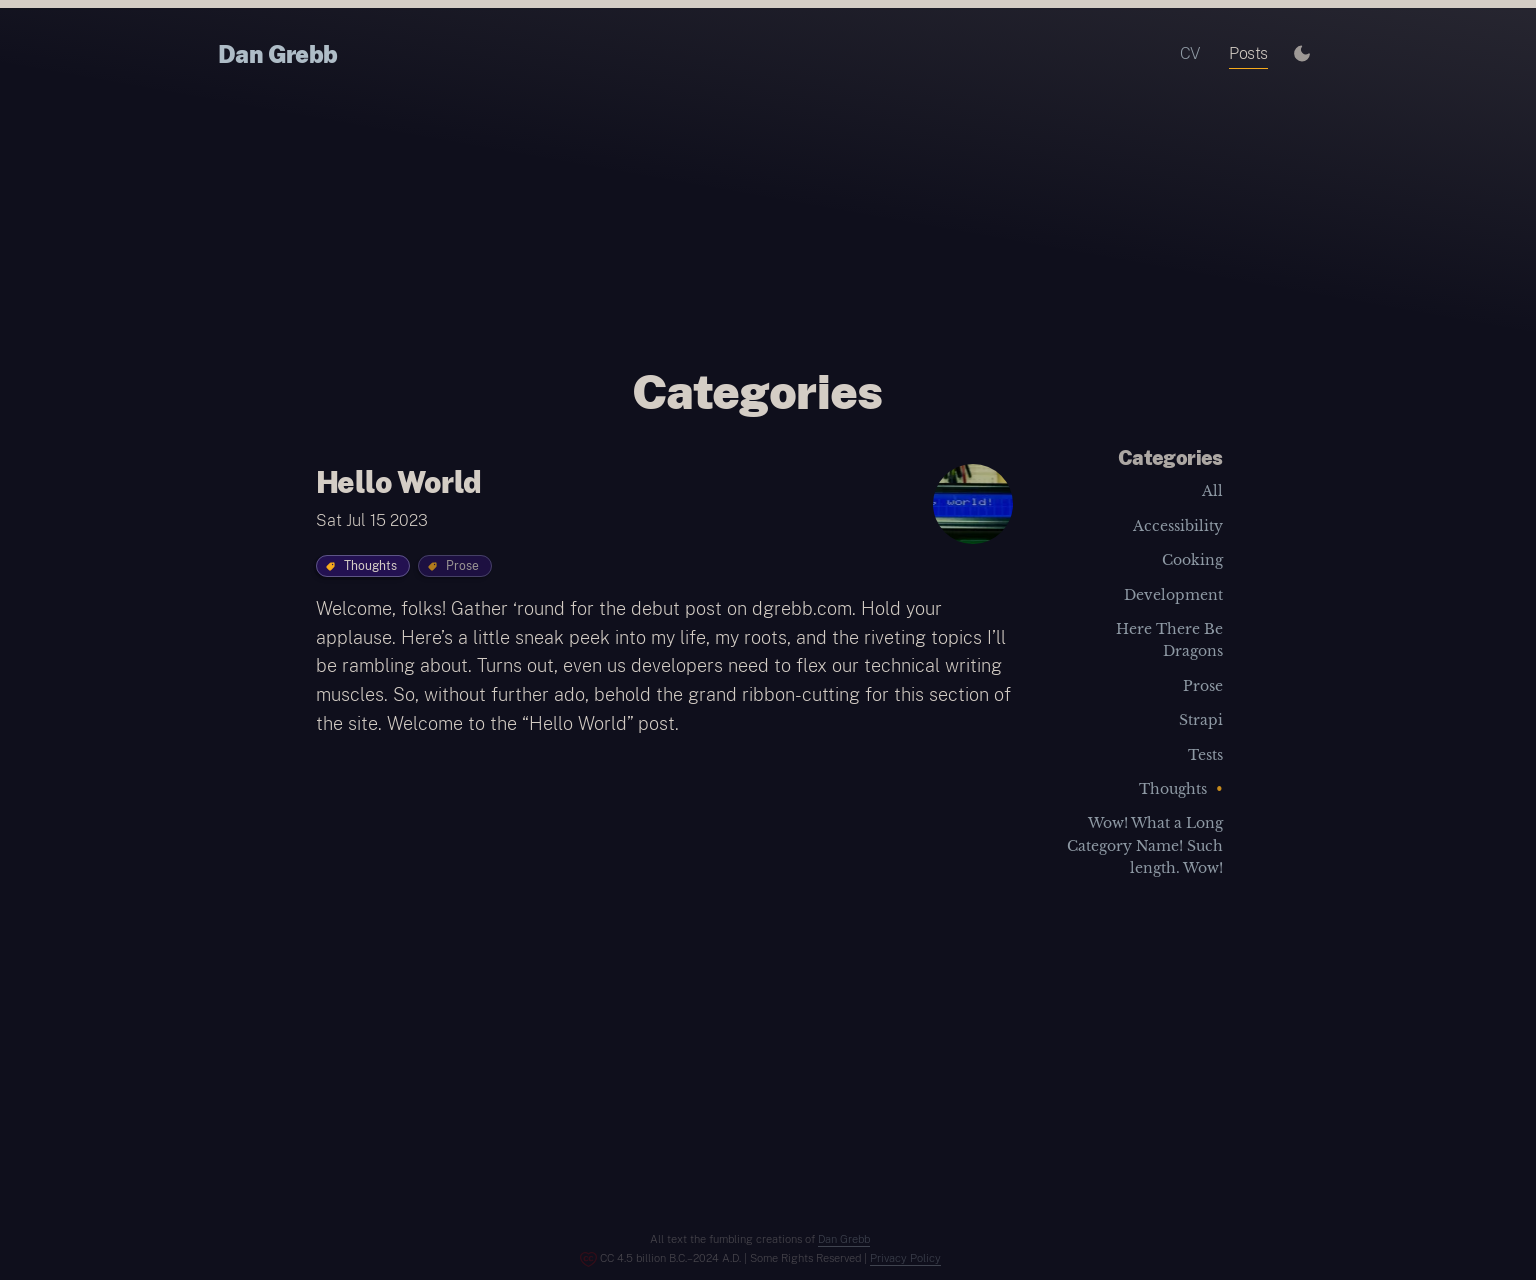 Dan Grebb
CV
Posts
Categories
Hello World
Sat Jul 15 2023
world!
Thoughts
Prose
Welcome, folks! Gather ‘round for the debut post on dgrebb.com. Hold your
applause. Here’s a little sneak peek into my life, my roots, and the riveting topics I’ll
be rambling about. Turns out, even us developers need to flex our technical writing
muscles. So, without further ado, behold the grand ribbon-cutting for this section of
the site. Welcome to the “Hello World” post.
Categories
All
Accessibility
Cooking
Development
Here There Be
Dragons
Prose
Strapi
Tests
Thoughts •
Wow! What a Long
Category Name! Such
length. Wow!
All text the fumbling creations of Dan Grebb
CC 4.5 billion B.C.–2024 A.D. | Some Rights Reserved | Privacy Policy